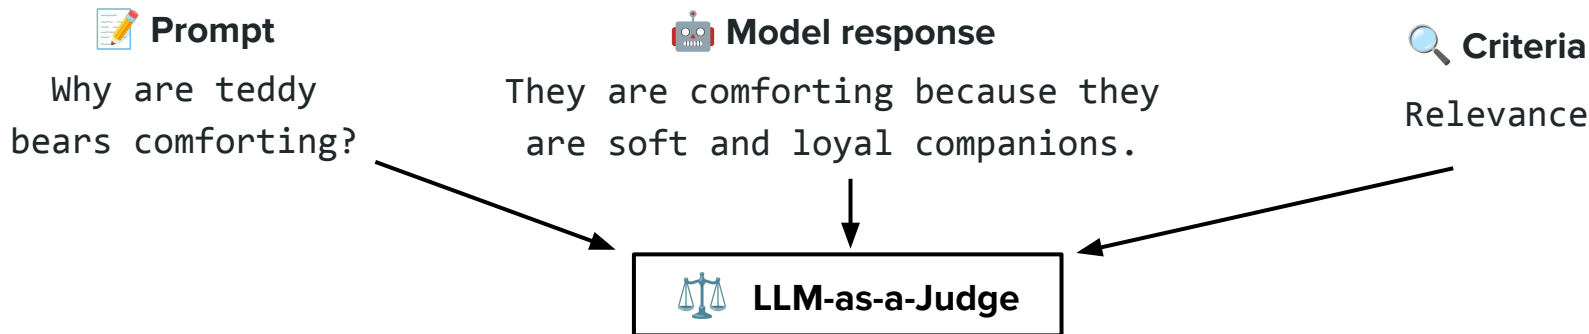 Prompt
Why are teddy
bears comforting?
Model response
They are comforting because they
are soft and loyal companions.
Criteria
Relevance
LLM-as-a-Judge